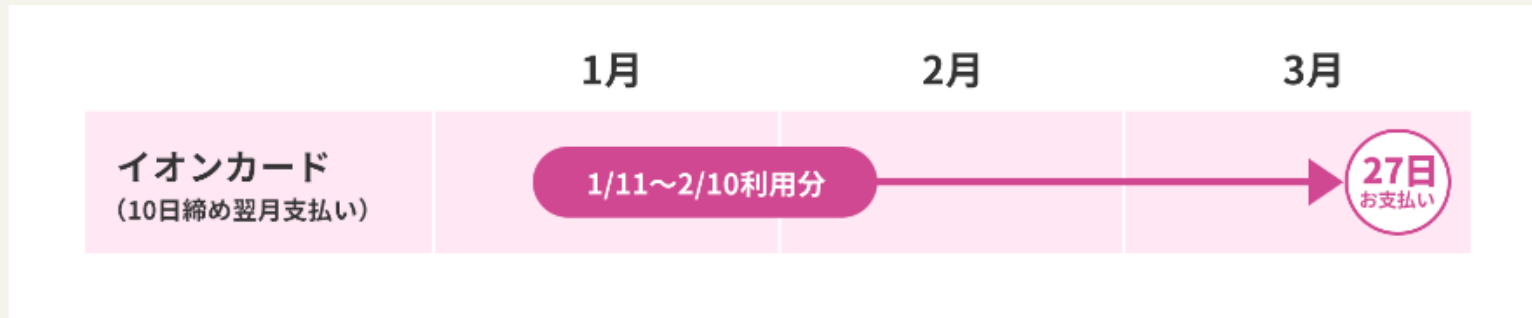 1月
2月
3月
イオンカード
（10日締め翌月支払い）
1/11〜2/10利用分
27日
お支払い